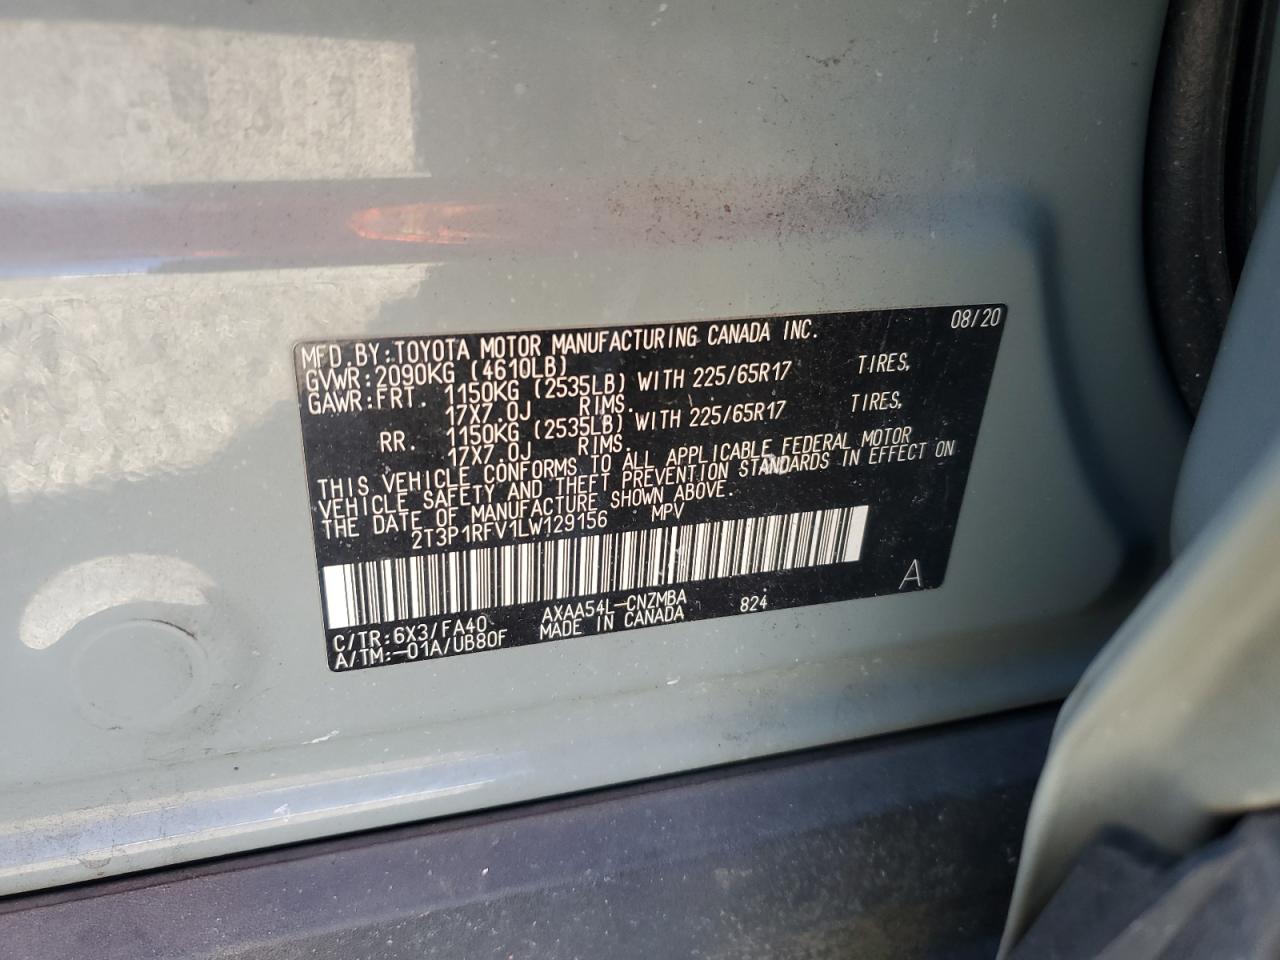 08/20
MFD.BY:TOYOTA MOTOR MANUFACTURING CANADA INC.
GVWR:2090KG (4610LB)
GAWR:FRT. 1150KG (2535LB) WITH 225/65R17 TIRES,
17X7.0J RIMS.
RR. 1150KG (2535LB) WITH 225/65R17 TIRES,
17X7.0J RIMS.
THIS VEHICLE CONFORMS TO ALL APPLICABLE FEDERAL MOTOR
VEHICLE SAFETY AND THEFT PREVENTION STANDARDS IN EFFECT ON
THE DATE OF MANUFACTURE SHOWN ABOVE.
2T3P1RFV1LW129156 MPV
A
C/TR:6X3/FA40 AXAA54L-CNZMBA 824
A/TM:-01A/UB80F MADE IN CANADA